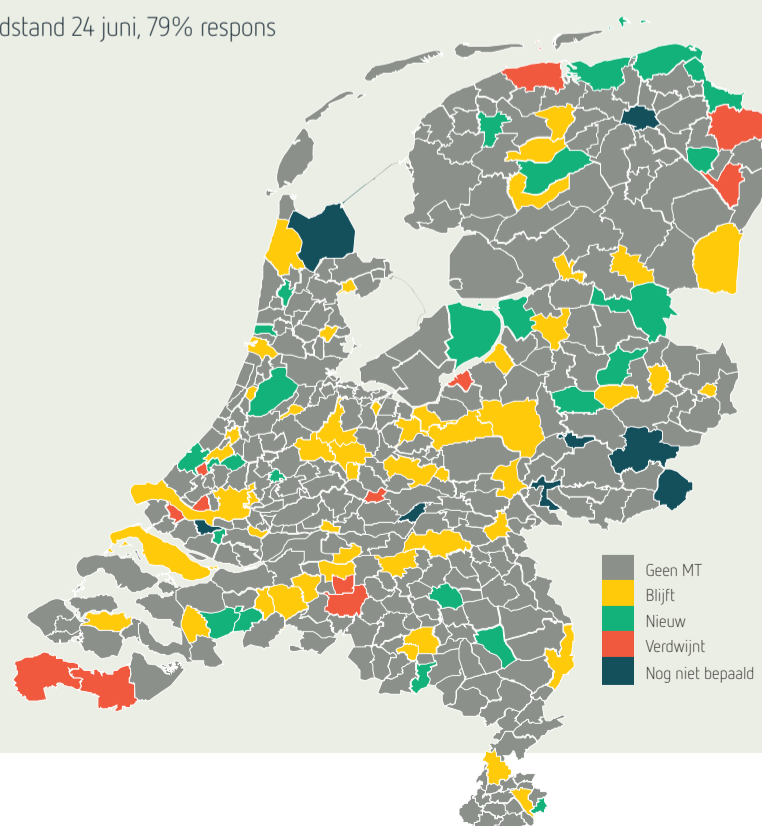 dstand 24 juni, 79% respons
Geen MT
Blijft
Nieuw
Verdwijnt
Nog niet bepaald